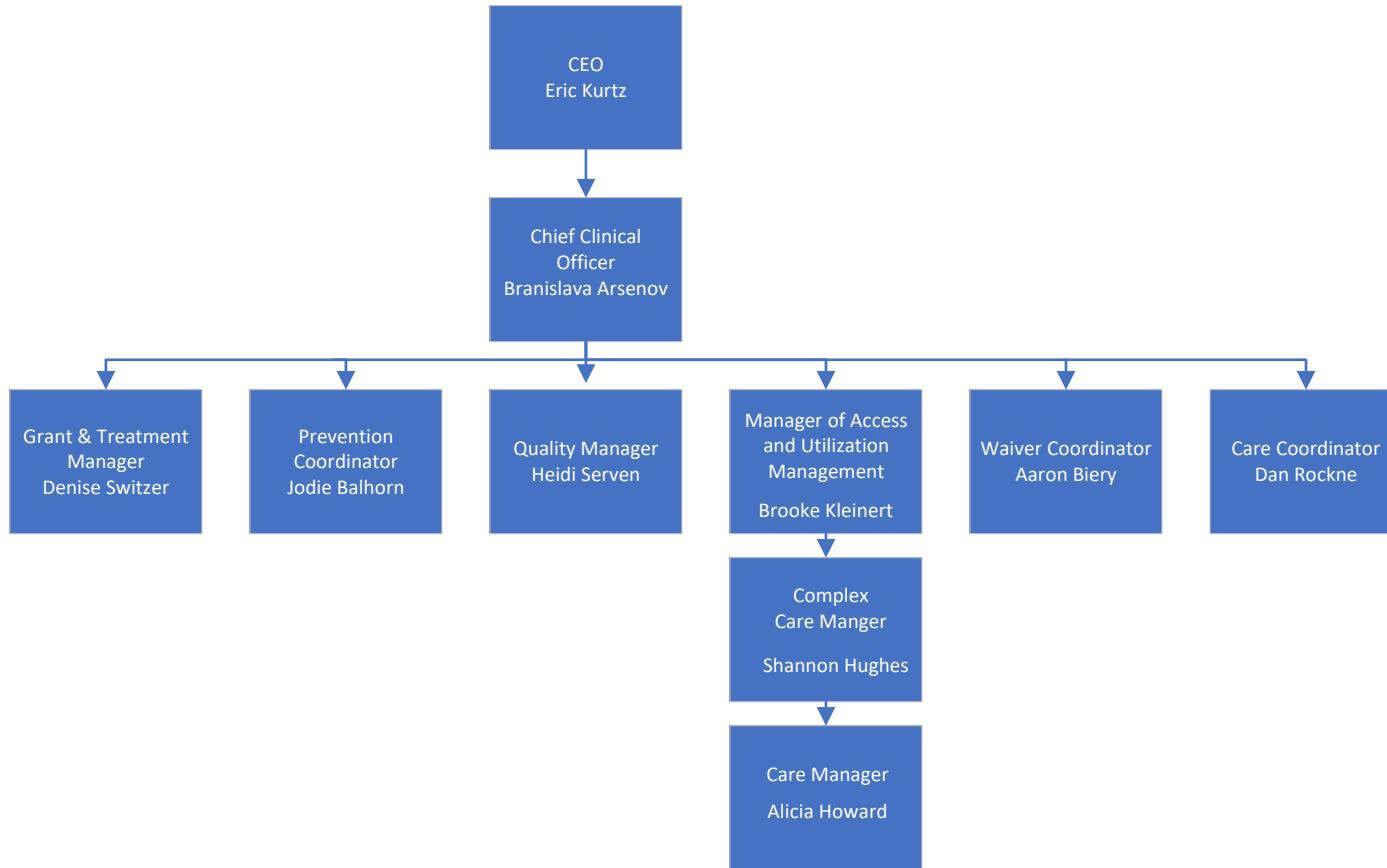 CEO
Eric Kurtz
Chief Clinical
Officer
Branislava Arsenov
Grant & Treatment
Manager
Denise Switzer
Prevention
Coordinator
Jodie Balhorn
Quality Manager
Heidi Serven
Manager of Access
and Utilization
Management
Brooke Kleinert
Waiver Coordinator
Aaron Biery
Care Coordinator
Dan Rockne
Complex
Care Manger
Shannon Hughes
Care Manager
Alicia Howard